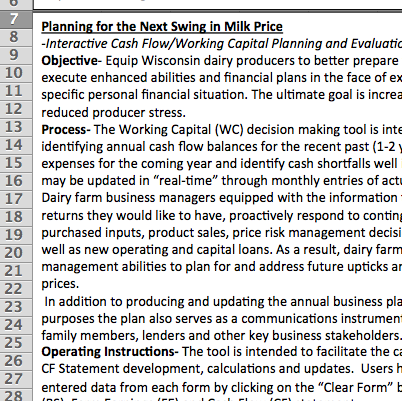 6
7 Planning for the Next Swing in Milk Price
8 -Interactive Cash Flow/Working Capital Planning and Evaluatio
9 Objective- Equip Wisconsin dairy producers to better prepare
10 execute enhanced abilities and financial plans in the face of ex
11 specific personal financial situation. The ultimate goal is increa
12 reduced producer stress.
13 Process- The Working Capital (WC) decision making tool is inte
14 identifying annual cash flow balances for the recent past (1-2 y
15 expenses for the coming year and identify cash shortfalls well
16 may be updated in "real-time" through monthly entries of actu
17 Dairy farm business managers equipped with the information
18 returns they would like to have, proactively respond to conting
19 purchased inputs, product sales, price risk management decisi
20 well as new operating and capital loans. As a result, dairy farm
21 management abilities to plan for and address future upticks an
22 prices.
23 In addition to producing and updating the annual business pla
24 purposes the plan also serves as a communications instrument
25 family members, lenders and other key business stakeholders.
26 Operating Instructions- The tool is intended to facilitate the ca
27 CF Statement development, calculations and updates. Users h
entered data from each form by clicking on the "Clear Form" b
28